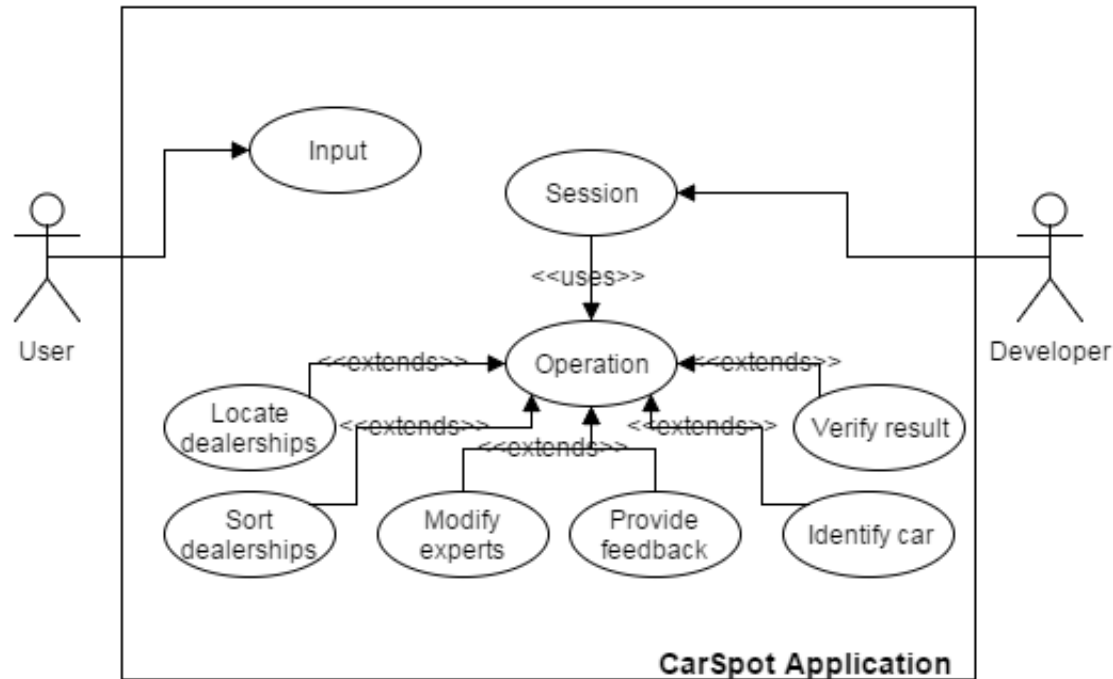 Input
Session
<<uses>>
User
Developer
Operation
<<extends>>
<<extends>>
Locate
dealerships
<<extends>>
<<extends>>
Verify result
<<extends>>
Sort
dealerships
Modify
experts
Provide
feedback
Identify car
CarSpot Application